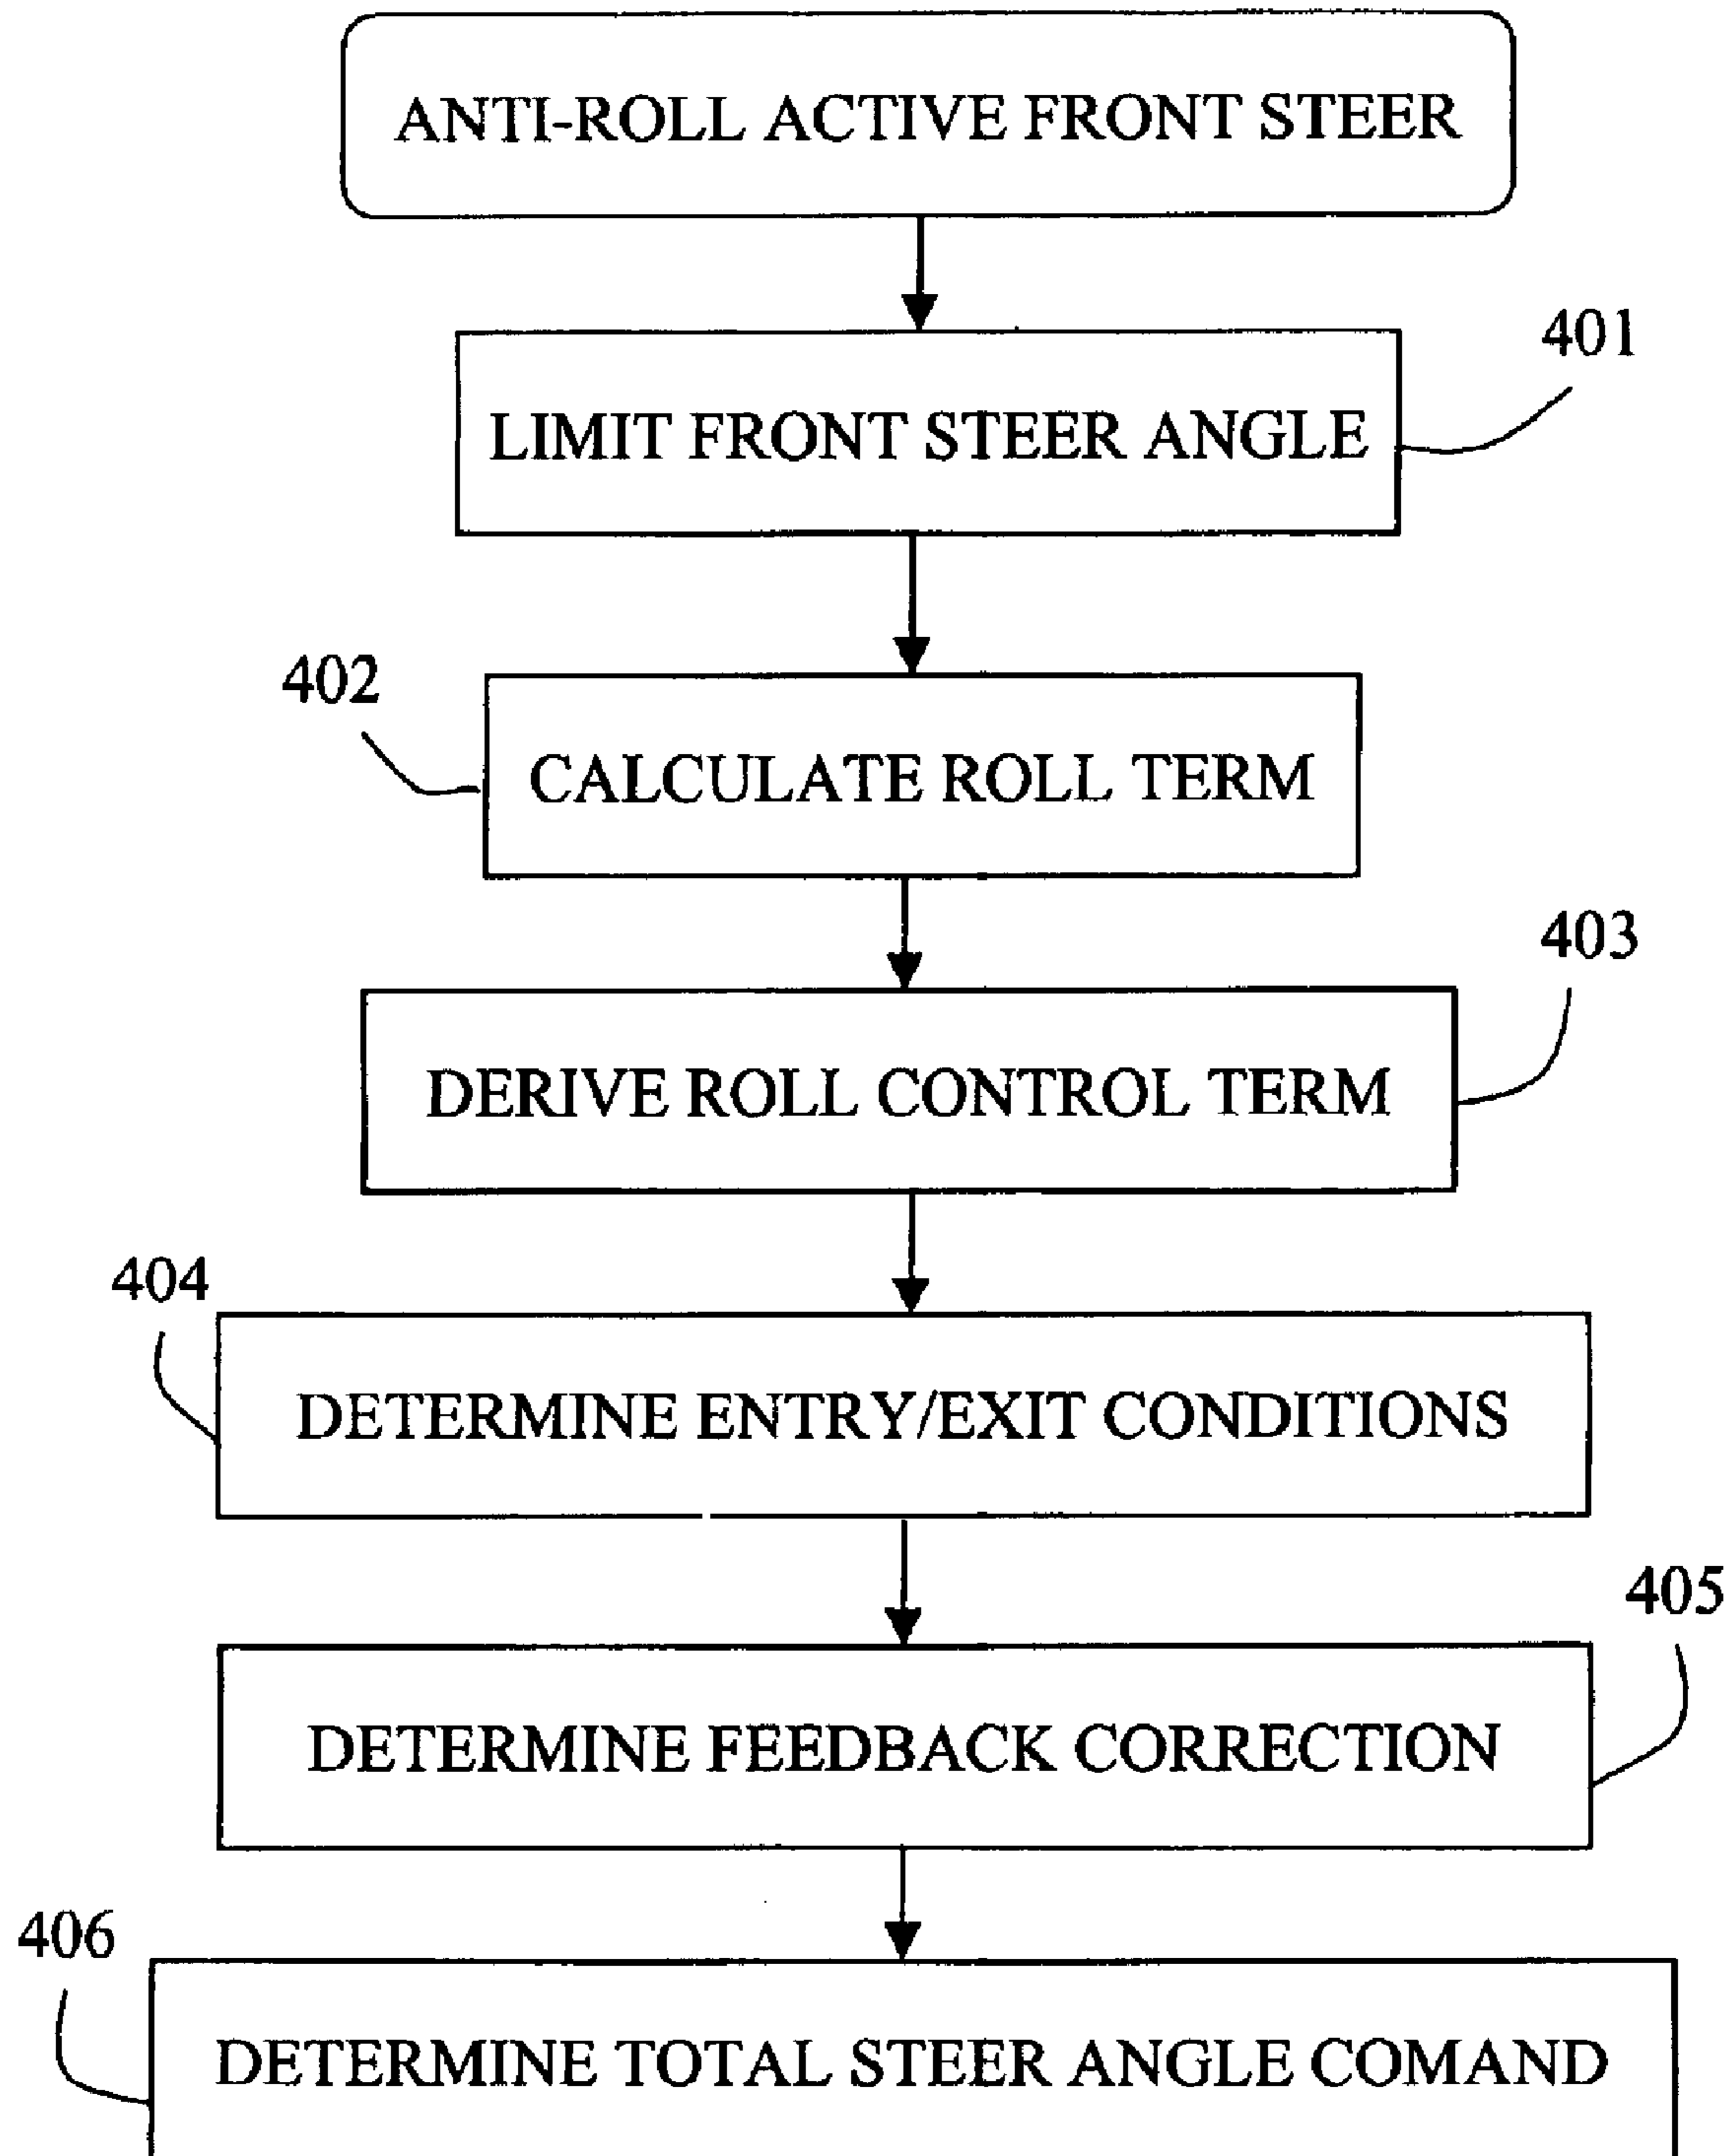 ANTI-ROLL ACTIVE FRONT STEER
401
LIMIT FRONT STEER ANGLE
402
CALCULATE ROLL TERM
403
DERIVE ROLL CONTROL TERM
404
DETERMINE ENTRY/EXIT CONDITIONS
405
DETERMINE FEEDBACK CORRECTION
406
DETERMINE TOTAL STEER ANGLE COMAND